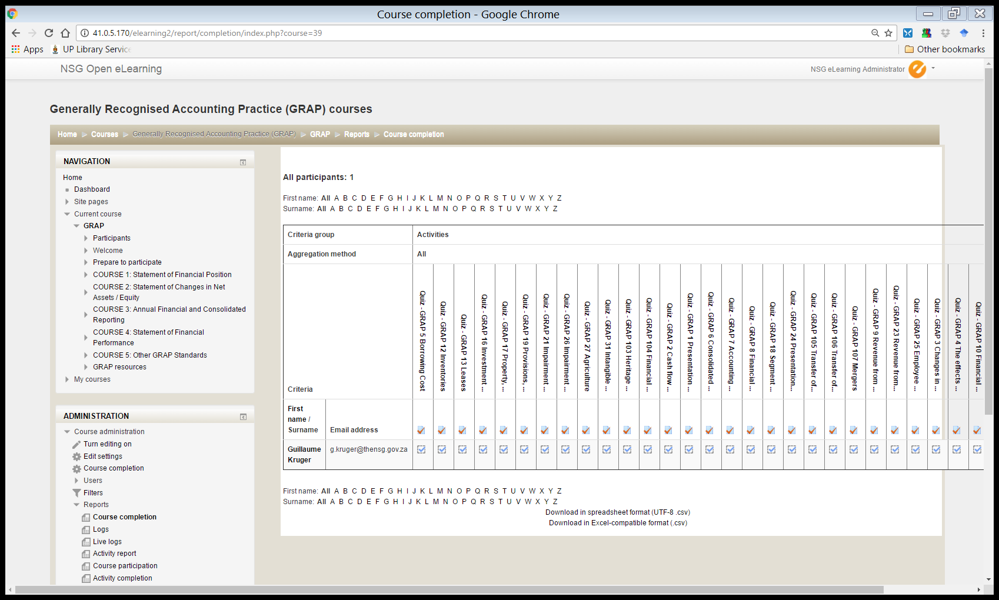 Course completion - Google Chrome
41.0.5.170/elearning2/report/completion/index.php?course=39
Apps
UP Library Service
Other bookmarks
NSG Open eLearning
NSG eLearning Administrator
Generally Recognised Accounting Practice (GRAP) courses
Home Courses Generally Recognised Accounting Practice (GRAP) GRAP Reports Course completion
NAVIGATION
Home
Dashboard
Site pages
Current course
GRAP
Participants
Welcome
Prepare to participate
COURSE 1: Statement of Financial Position
COURSE 2: Statement of Changes in Net
Assets / Equity
COURSE 3: Annual Financial and Consolidated
Reporting
COURSE 4: Statement of Financial
Performance
COURSE 5: Other GRAP Standards
GRAP resources
My courses
ADMINISTRATION
Course administration
Turn editing on
Edit settings
Course completion
Users
Filters
Reports
Course completion
Logs
Live logs
Activity report
Course participation
Activity completion
All participants: 1
First name: All A B C D E F G H I J K L M N O P Q R S T U V W X Y Z
Surname: All A B C D E F G H I J K L M N O P Q R S T U V W X Y Z
Criteria group
Activities
Aggregation method
All
Criteria
Quiz - GRAP 5 Borrowing Cost
Quiz - GRAP 12 Inventories
Quiz - GRAP 13 Leases
Quiz - GRAP 16 Investment ...
Quiz - GRAP 17 Property, ...
Quiz - GRAP 19 Provisions, ...
Quiz - GRAP 21 Impairment ...
Quiz - GRAP 26 Impairment ...
Quiz - GRAP 27 Agriculture
Quiz - GRAP 31 Intangible ...
Quiz - GRAP 103 Heritage ...
Quiz - GRAP 104 Financial ...
Quiz - GRAP 2 Cash flow ...
Quiz - GRAP 1 Presentation ...
Quiz - GRAP 6 Consolidated ...
Quiz - GRAP 7 Accounting ...
Quiz - GRAP 8 Financial ...
Quiz - GRAP 18 Segment ...
Quiz - GRAP 24 Presentation...
Quiz - GRAP 105 Transfer of...
Quiz - GRAP 106 Transfer of...
Quiz - GRAP 107 Mergers
Quiz - GRAP 9 Revenue from ...
Quiz - GRAP 23 Revenue from...
Quiz - GRAP 25 Employee ...
Quiz - GRAP 3 Changes in ...
Quiz - GRAP 4 The effects ...
Quiz - GRAP 10 Financial ...
First
name /
Surname
Email address
Guillaume
Kruger
g.kruger@thensg.gov.za
First name: All A B C D E F G H I J K L M N O P Q R S T U V W X Y Z
Surname: All A B C D E F G H I J K L M N O P Q R S T U V W X Y Z
Download in spreadsheet format (UTF-8 .csv)
Download in Excel-compatible format (.csv)